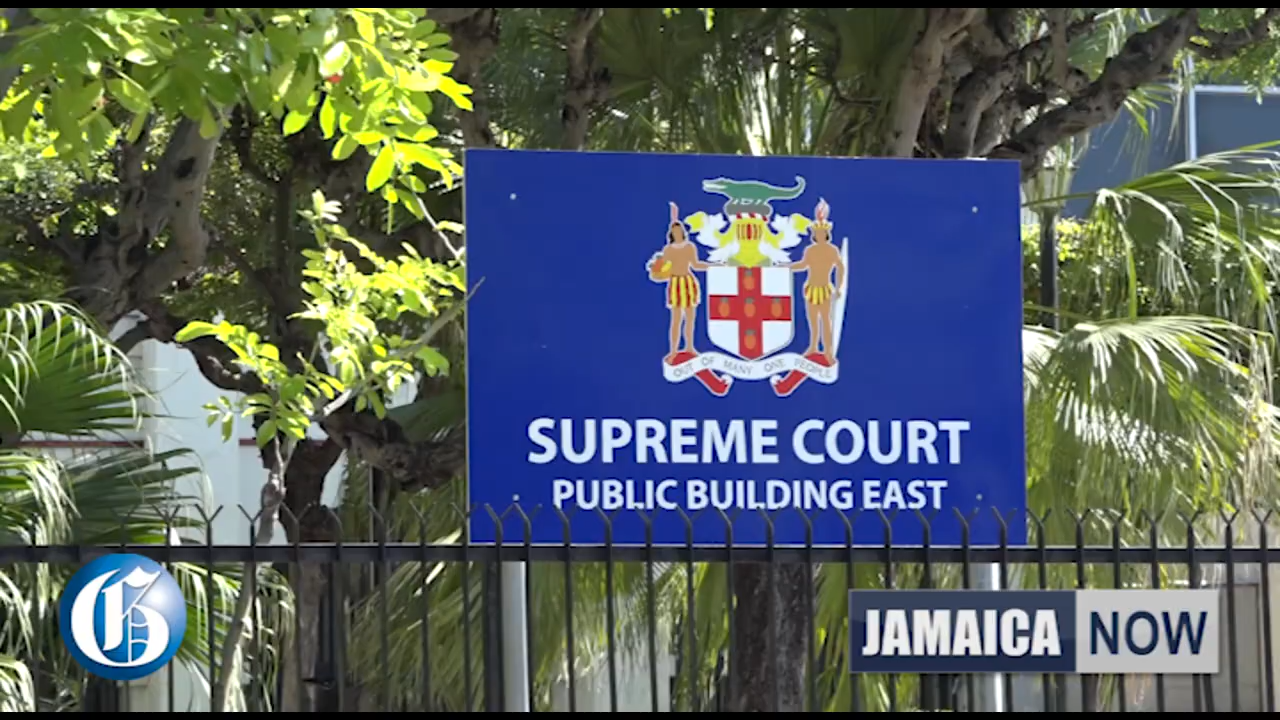 OUT OF MANY ONE PEOPLE
SUPREME COURT
PUBLIC BUILDING EAST
G
JAMAICA NOW